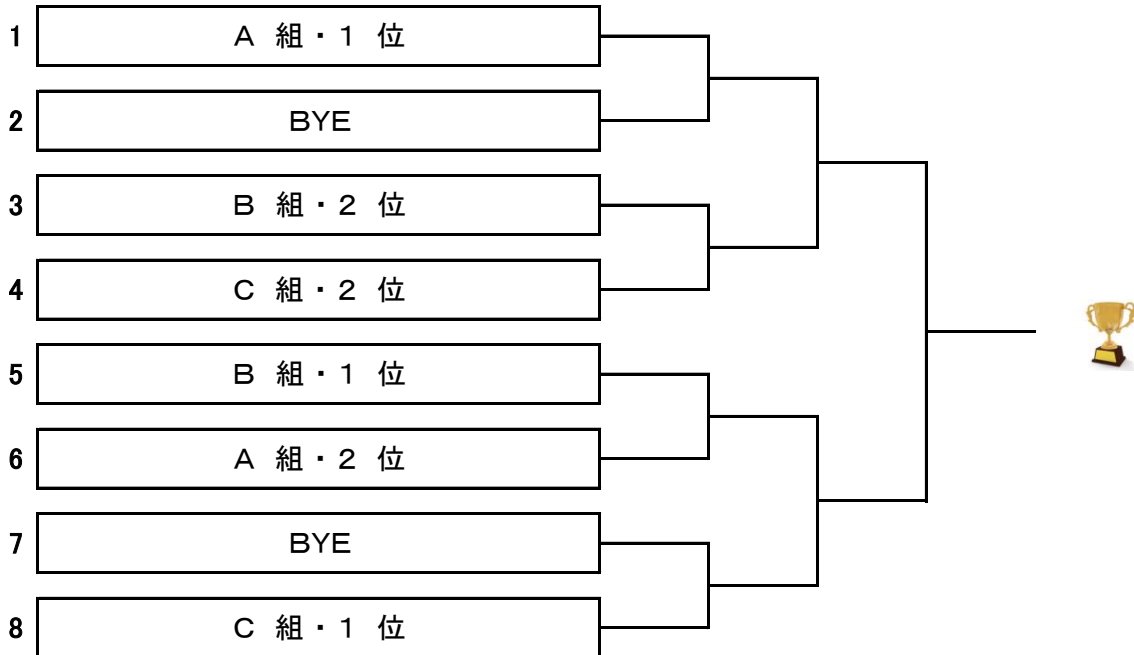 1 A 組・1 位
2 BYE
3 B 組・2 位
4 C 組・2 位
5 B 組・1 位
6 A 組・2 位
7 BYE
8 C 組・1 位